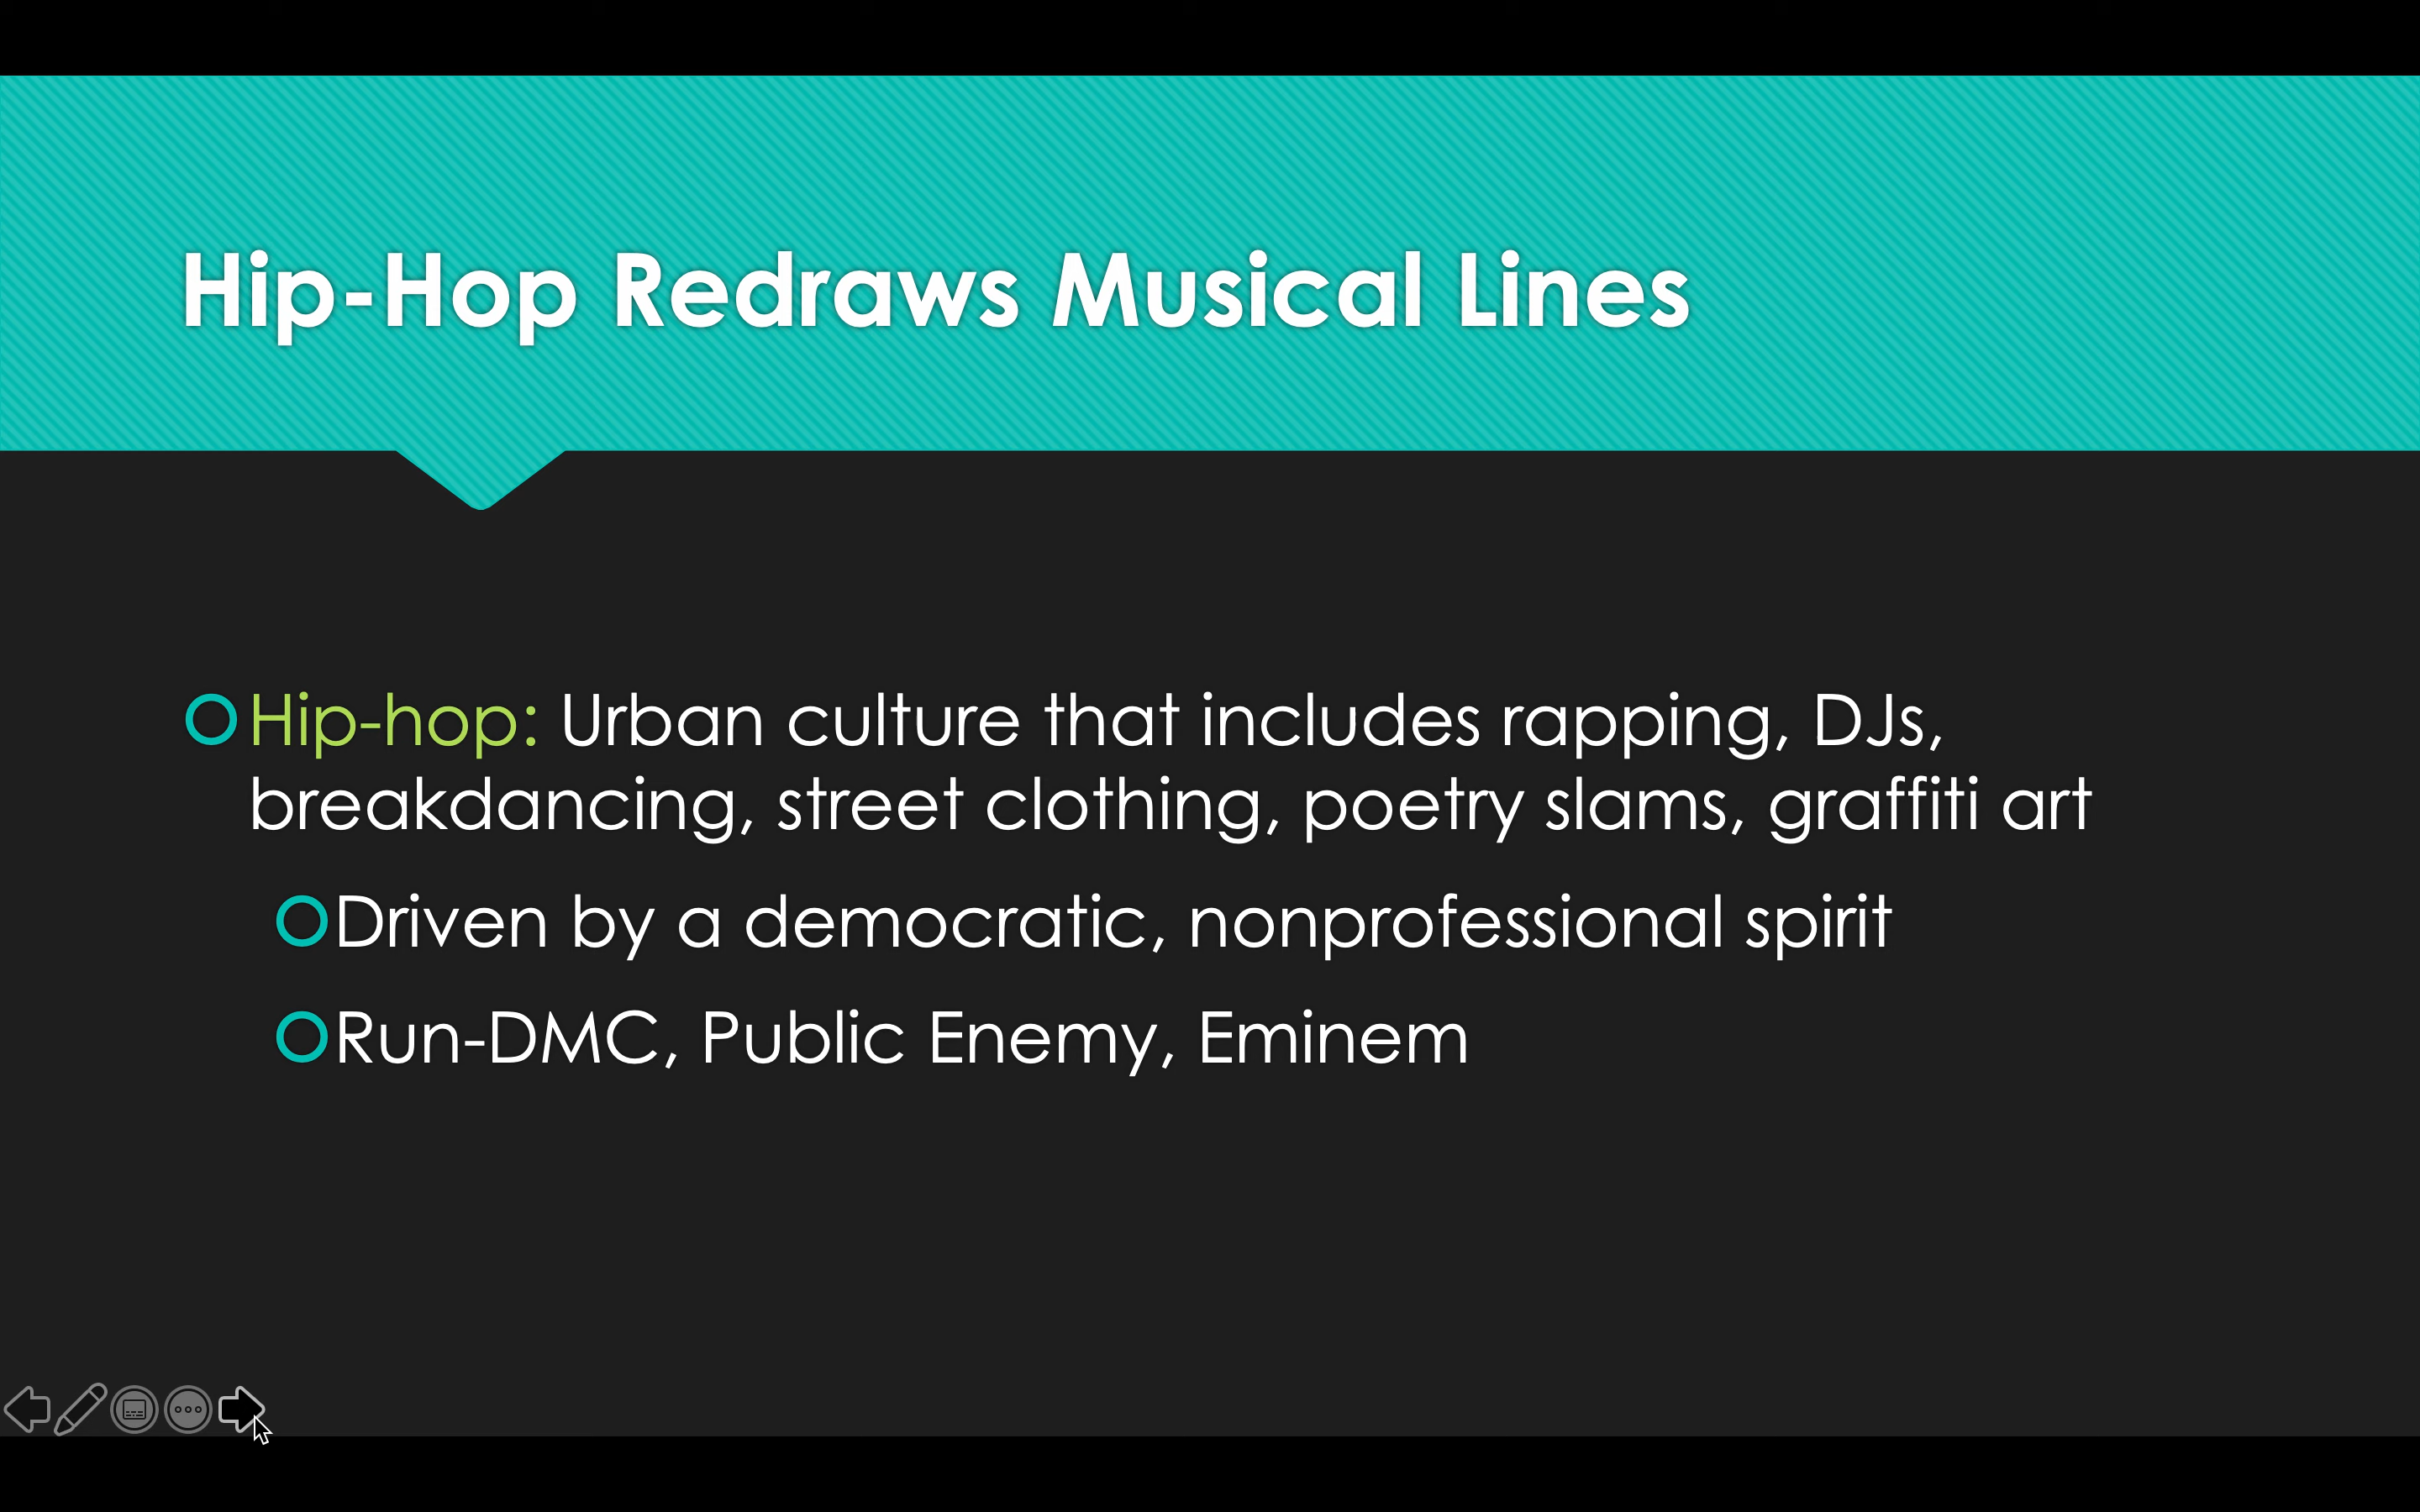 Hip-Hop Redraws Musical Lines
Hip-hop: Urban culture that includes rapping, DJs,
breakdancing, street clothing, poetry slams, graffiti art
Driven by a democratic, nonprofessional spirit
Run-DMC, Public Enemy, Eminem